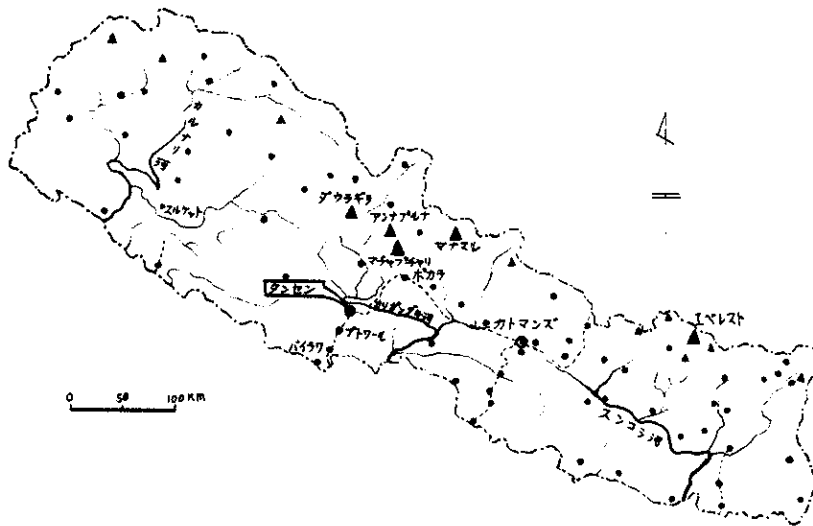 カルナリ河
スルケット
ダウラギリ
アンナプルナ
マナスル
マチャプチャリ
ポカラ
タンセン
カリガンダキ河
ブトワール
バイラワ
カトマンズ
エベレスト
スンコシ河
0 50 100 KM